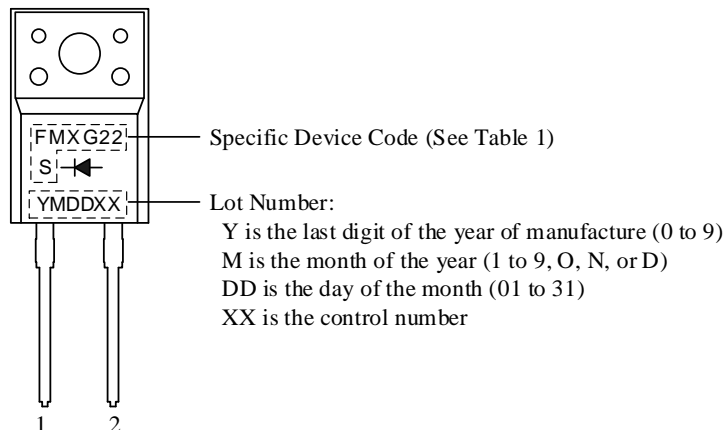 FMXG22
Specific Device Code (See Table 1)
S
YMDDXX
Lot Number:
Y is the last digit of the year of manufacture (0 to 9)
M is the month of the year (1 to 9, O, N, or D)
DD is the day of the month (01 to 31)
XX is the control number
1 2